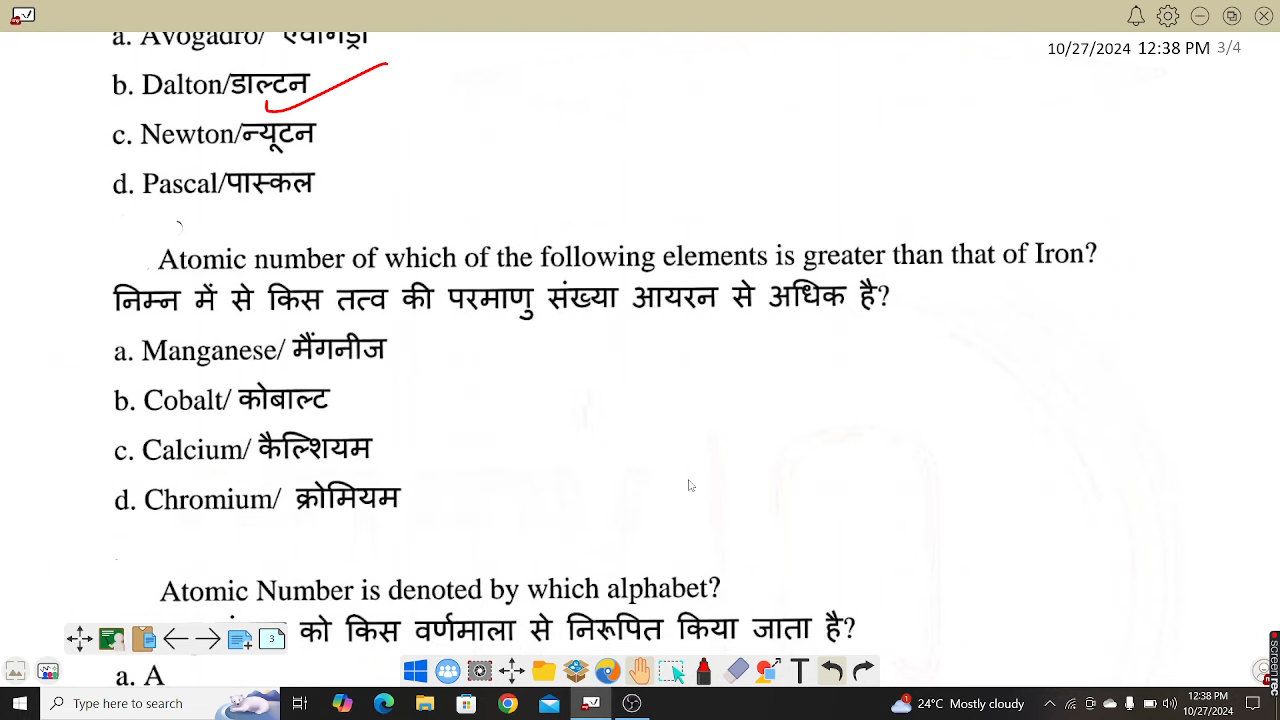 a. Avogadro/ एवोगेड्रो
10/27/2024 12:38 PM 3/4
b. Dalton/डाल्टन
c. Newton/न्यूटन
d. Pascal/पास्कल
Atomic number of which of the following elements is greater than that of Iron?
निम्न में से किस तत्व की परमाणु संख्या आयरन से अधिक है?
a. Manganese/ मैंगनीज
b. Cobalt/ कोबाल्ट
c. Calcium/ कैल्शियम
d. Chromium/ क्रोमियम
Atomic Number is denoted by which alphabet?
को किस वर्णमाला से निरूपित किया जाता है?
3
a. A
Type here to search
24°C Mostly cloudy
12:38 PM
10/27/2024